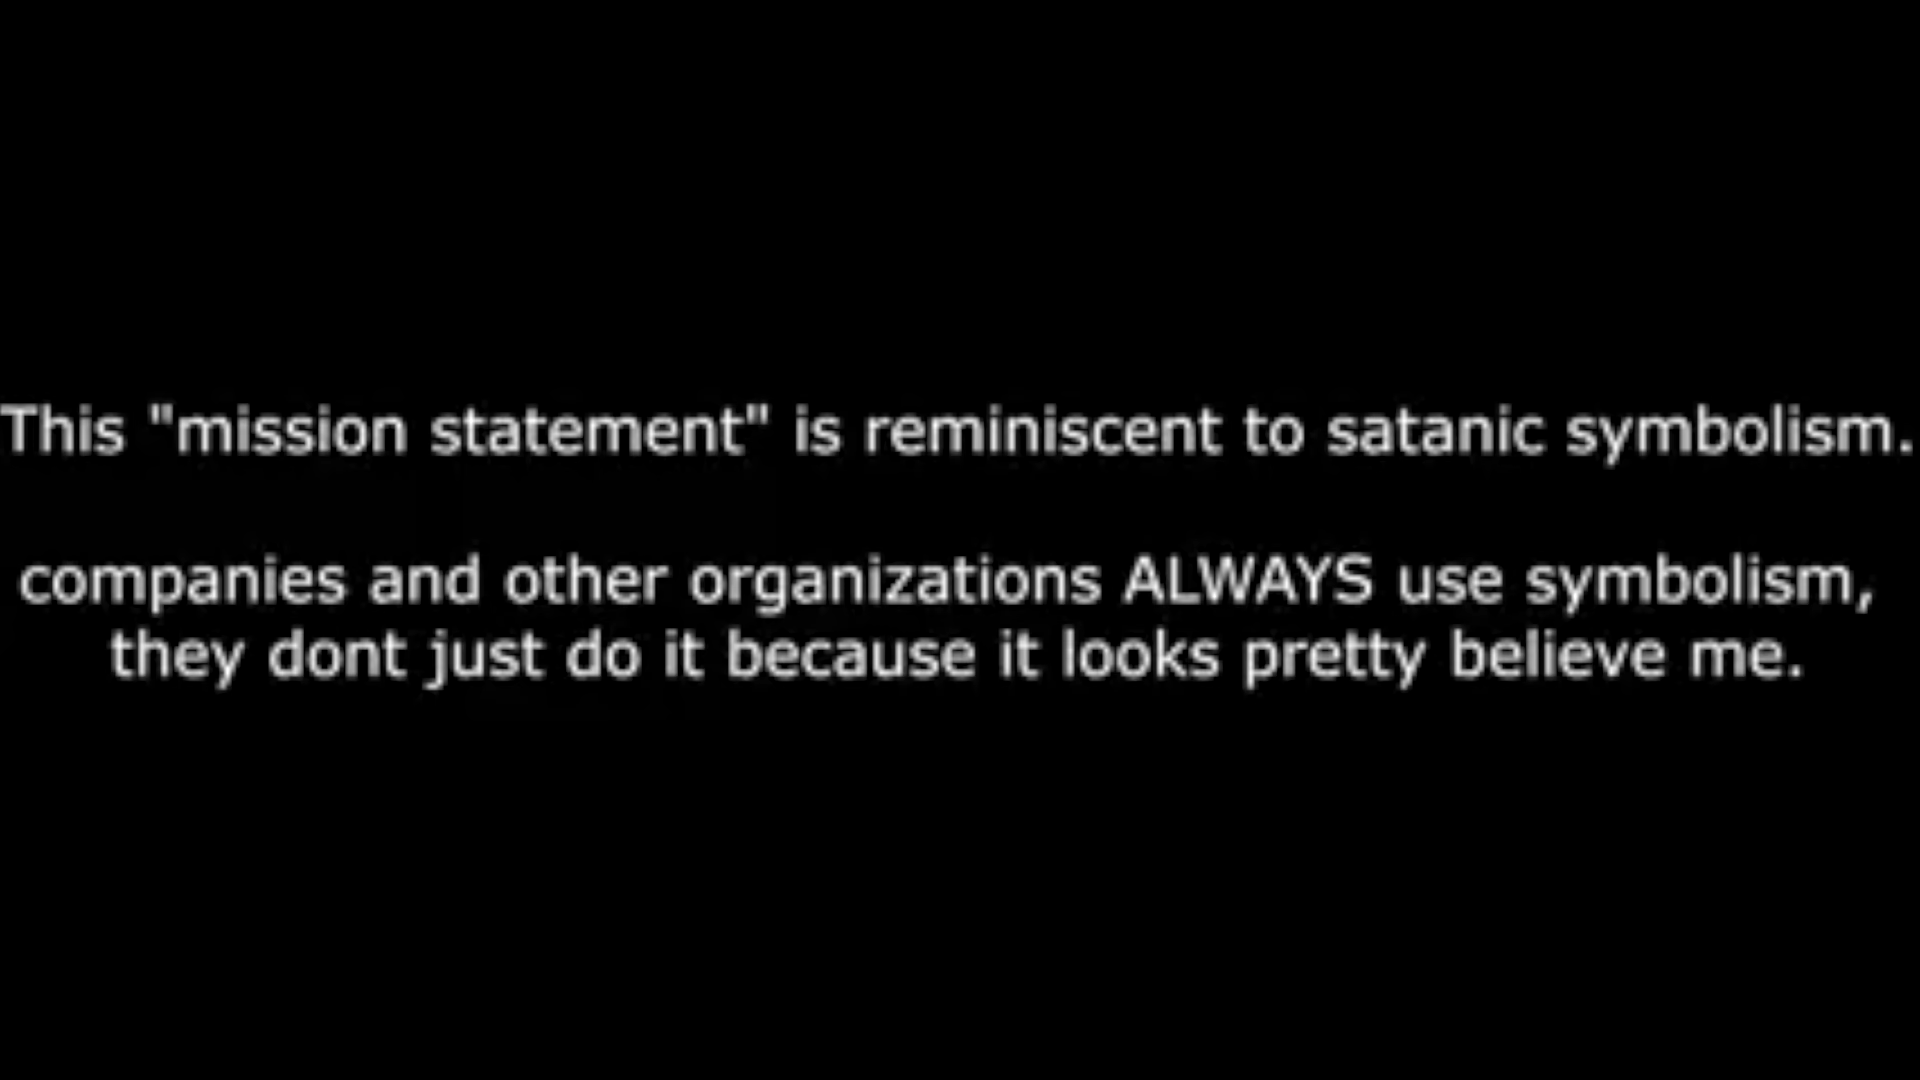 This "mission statement" is reminiscent to satanic symbolism.
companies and other organizations ALWAYS use symbolism,
they dont just do it because it looks pretty believe me.